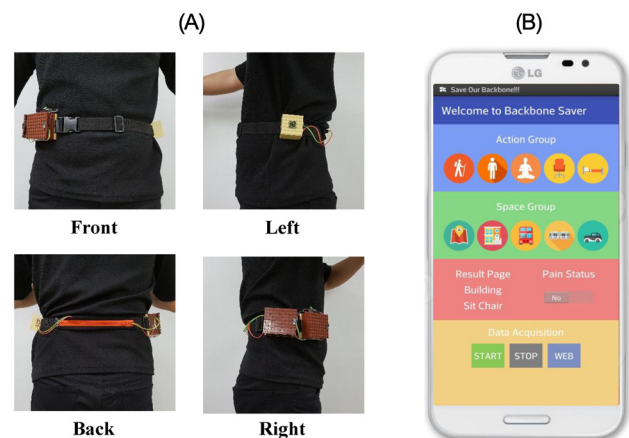 (A)
(B)
Front
Left
Back
Right
LG
Save Our Backbone!!!
Welcome to Backbone Saver
Action Group
Space Group
Result Page
Pain Status
Building
No
Sit Chair
Data Acquisition
START
STOP
WEB